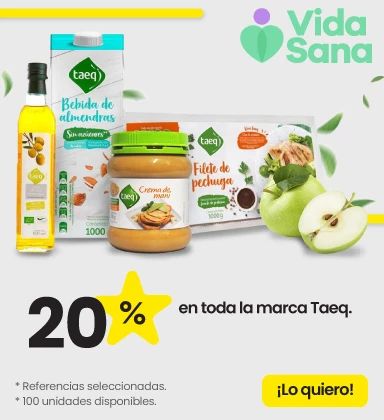 Vida
Sana
taeq
Bebida de
almendras
Sin azúcares
1000
taeq
taeq
Crema de
maní
taeq
Filete de
pechuga
1000g
20%
en toda la marca Taeq.
* Referencias seleccionadas.
* 100 unidades disponibles.
¡Lo quiero!